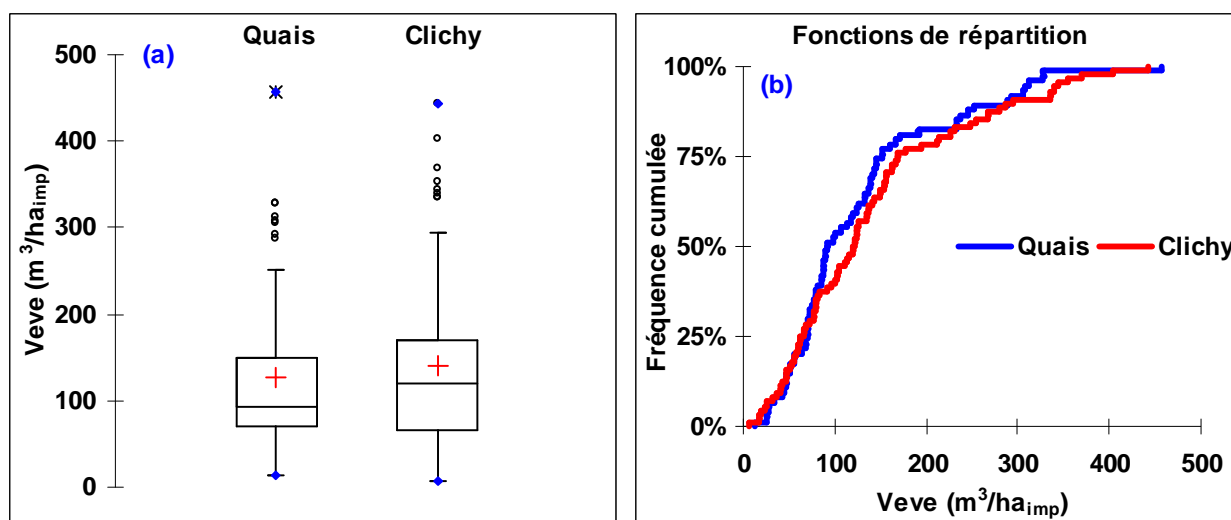 Quais Clichy
(a)
500
400
300
200
100
0
Veve (m³/haimp)
Fonctions de répartition
(b)
100%
75%
50%
25%
0%
Fréquence cumulée
Quais Clichy
0 100 200 300 400 500
Veve (m³/haimp)